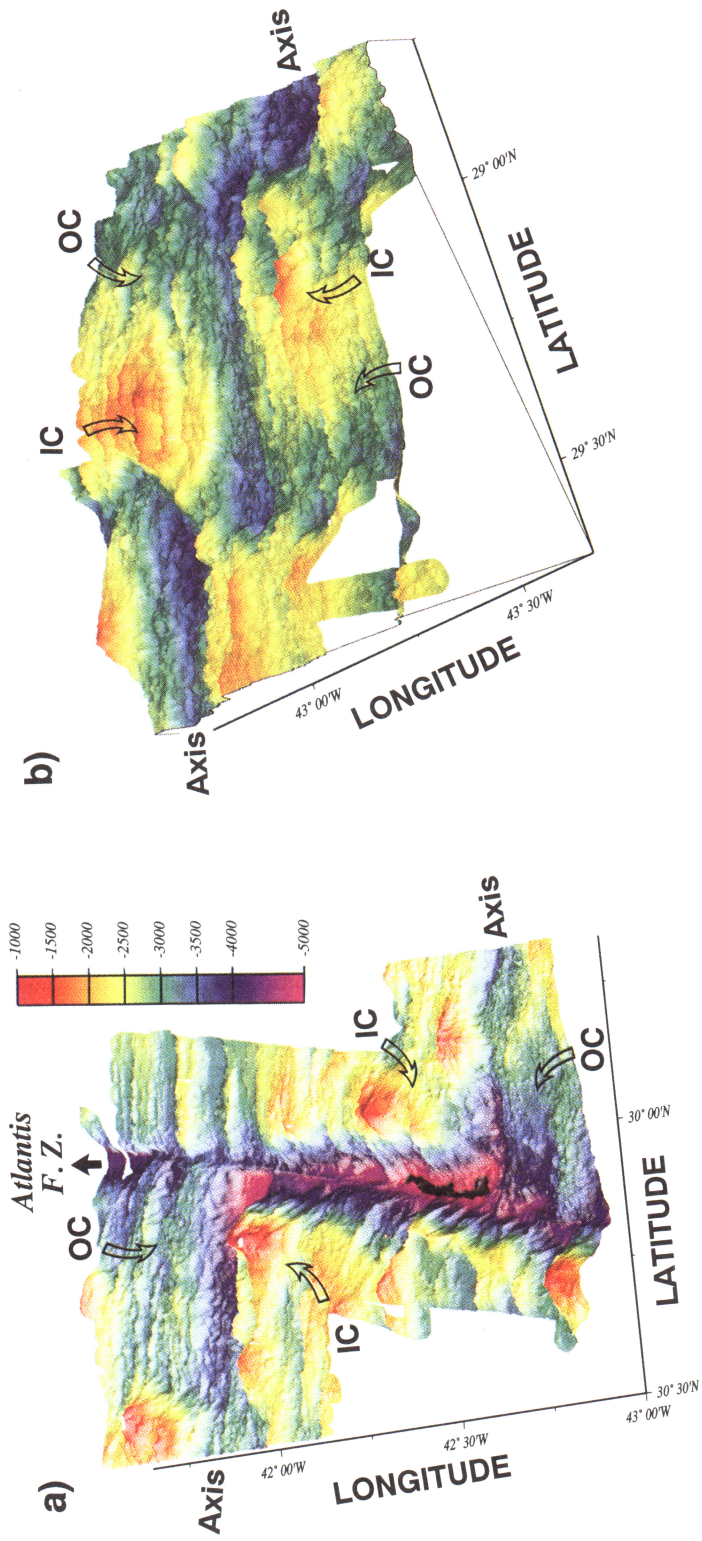 a)
Atlantis
F. Z.
OC
IC
IC
OC
Axis
Axis
-1000
-1500
-2000
-2500
-3000
-3500
-4000
-5000
42° 00'W
42° 30'W
43° 00'W
LONGITUDE
30° 30'N
30° 00'N
LATITUDE
b)
IC
OC
IC
OC
Axis
Axis
43° 00'W
43° 30'W
LONGITUDE
29° 30'N
29° 00'N
LATITUDE